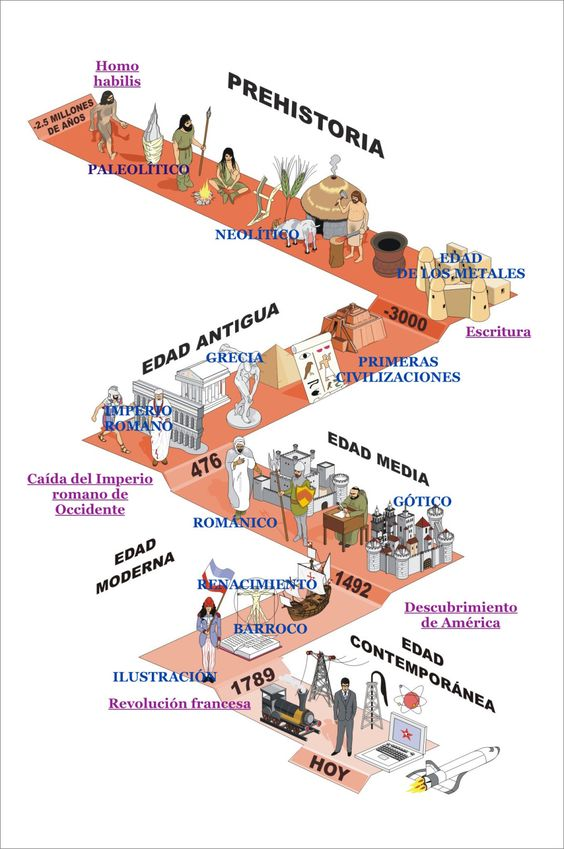 Homo
habilis
PREHISTORIA
-2.5 MILLONES
DE AÑOS
PALEOLÍTICO
NEOLÍTICO
EDAD
DE LOS METALES
-3000
Escritura
EDAD ANTIGUA
GRECIA
PRIMERAS
CIVILIZACIONES
IMPERIO
ROMANO
476
Caída del Imperio
romano de
Occidente
EDAD MEDIA
GÓTICO
ROMÁNICO
EDAD
MODERNA
1492
RENACIMIENTO
Descubrimiento
de América
BARROCO
ILUSTRACIÓN
1789
Revolución francesa
EDAD
CONTEMPORÁNEA
HOY